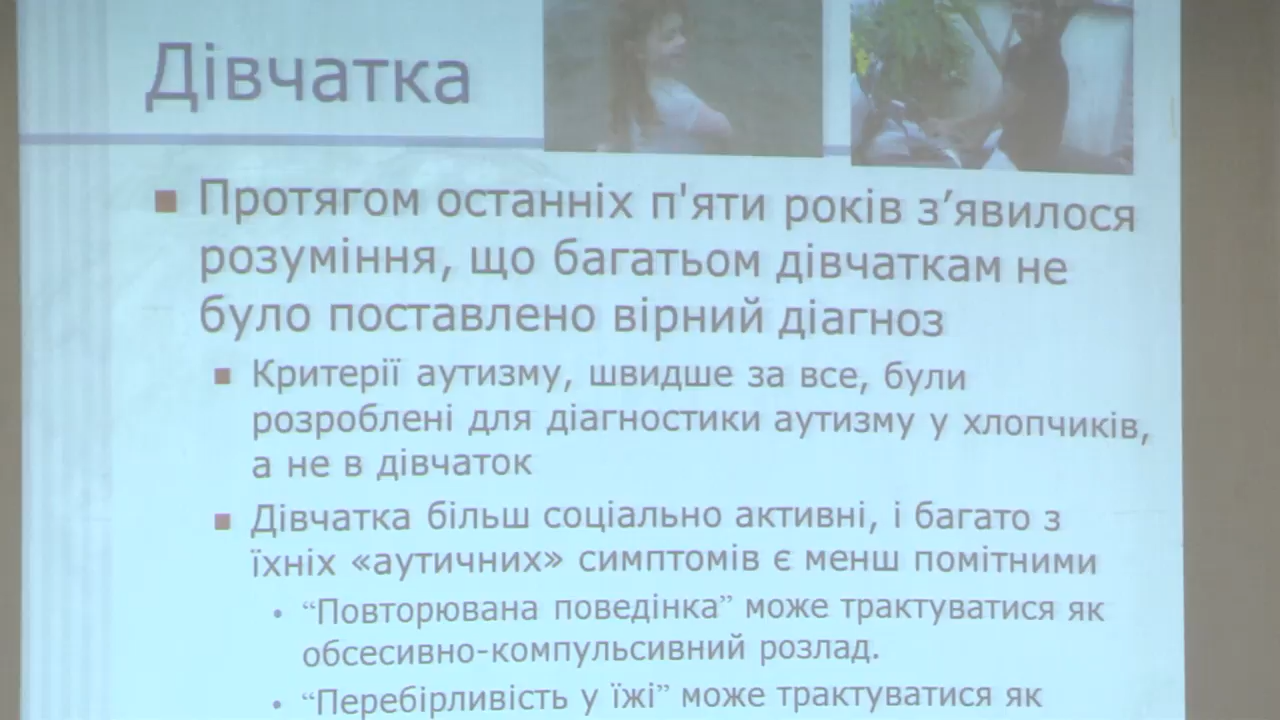 Дівчатка
Протягом останніх п'яти років з’явилося
розуміння, що багатьом дівчаткам не
було поставлено вірний діагноз
Критерії аутизму, швидше за все, були
розроблені для діагностики аутизму у хлопчиків,
а не в дівчаток
Дівчатка більш соціально активні, і багато з
їхніх «аутичних» симптомів є менш помітними
“Повторювана поведінка” може трактуватися як
обсесивно-компульсивний розлад.
“Перебірливість у їжі” може трактуватися як